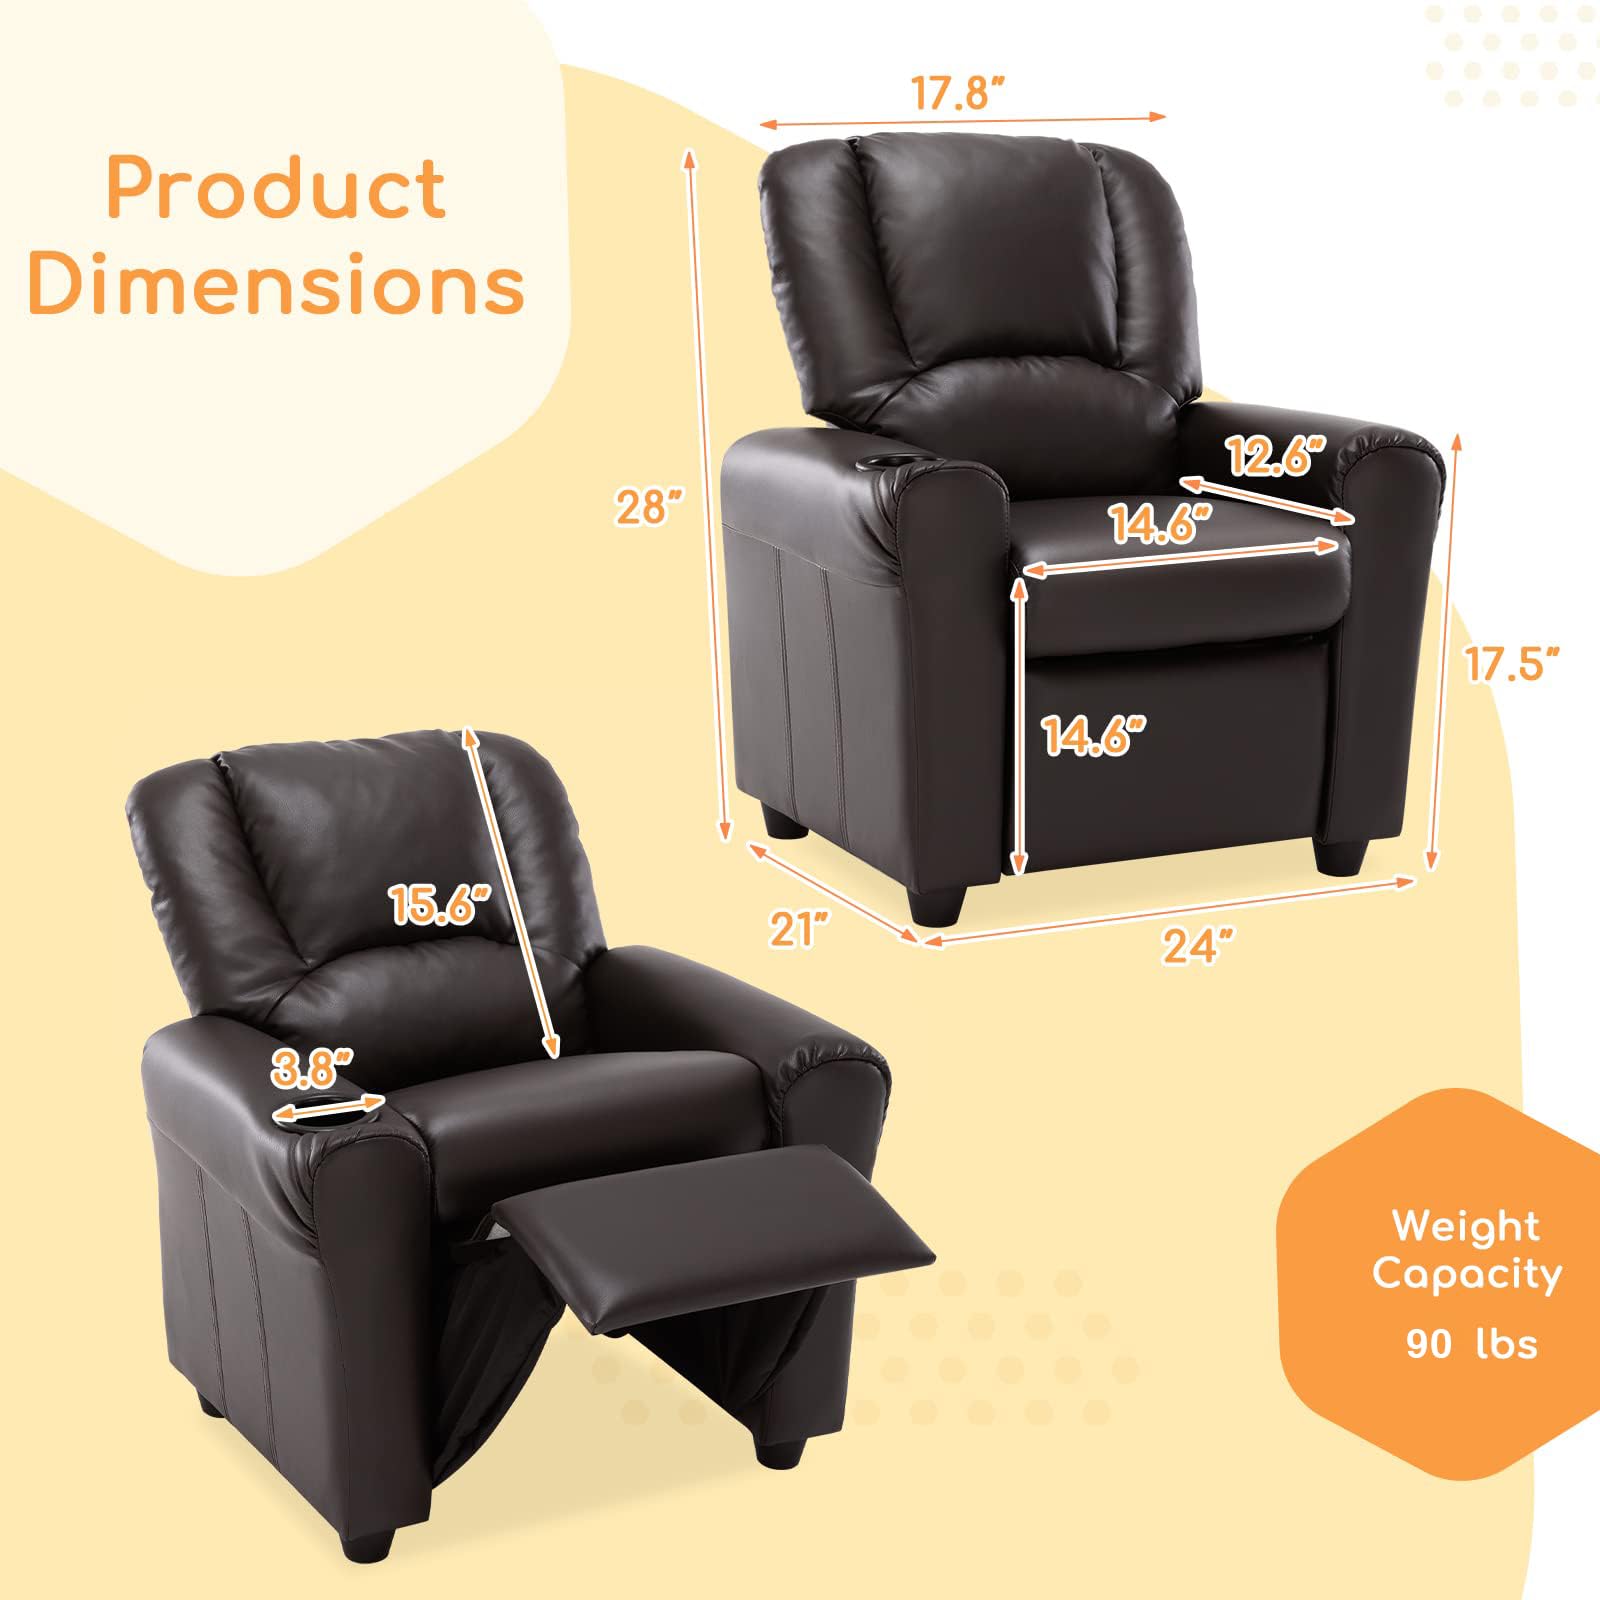 Product
Dimensions
17.8"
28"
12.6"
14.6"
14.6"
17.5"
21"
24"
15.6"
3.8"
Weight
Capacity
90 lbs